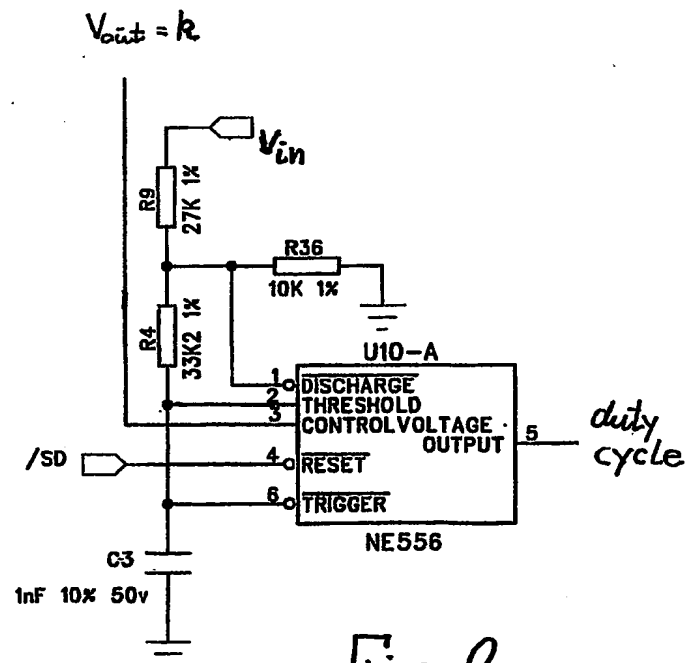 Vout = k
Vin
R9
27K 1%
R36
10K 1%
R4
33K2 1%
U10-A
1 DISCHARGE
2 THRESHOLD
3 CONTROLVOLTAGE
OUTPUT 5
duty
cycle
/SD
4 RESET
6 TRIGGER
C3
NE556
1nF 10% 50v